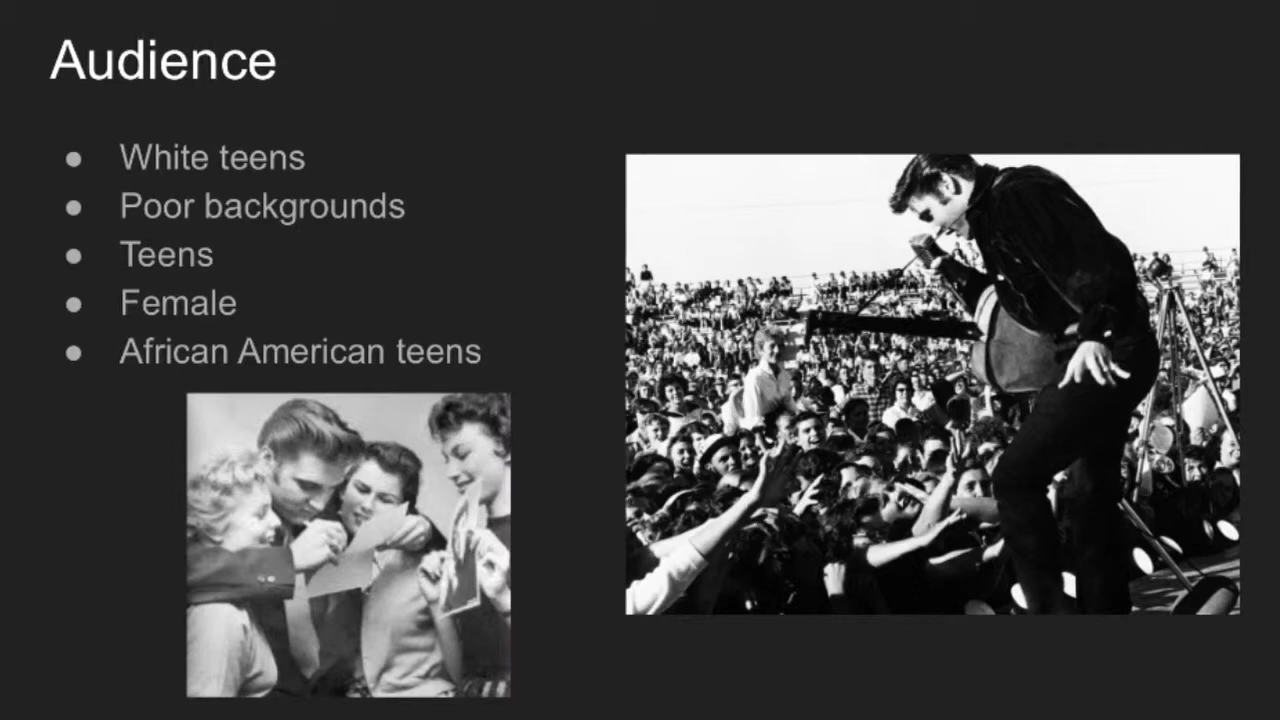 Audience
● White teens
● Poor backgrounds
● Teens
● Female
● African American teens